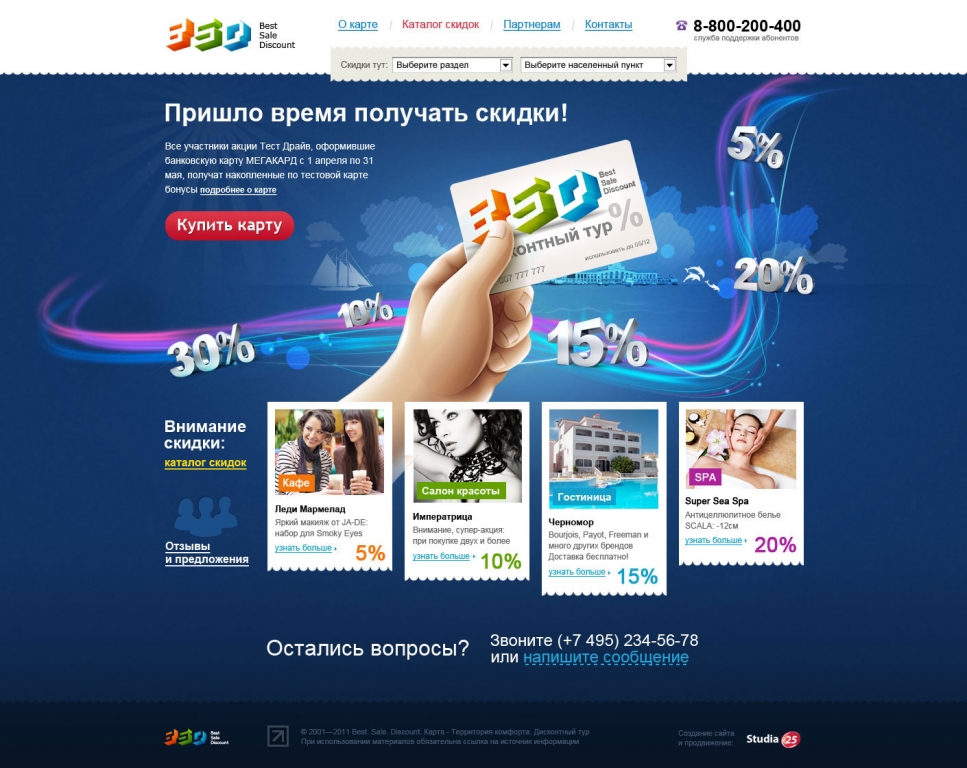 Best
Sale
Discount
О карте / Каталог скидок / Партнерам / Контакты
8-800-200-400
служба поддержки абонентов
Скидки тут: Выберите раздел Выберите населенный пункт
Пришло время получать скидки!
Все участники акции Тест Драйв, оформившие
банковскую карту МЕГАКАРД с 1 апреля по 31
мая, получат накопленные по тестовой карте
бонусы подробнее о карте
Купить карту
Best
Sale
Discount
%
контный тур
использовать до 05/12
007 777 777
5%
20%
10%
15%
30%
Внимание
скидки:
каталог скидок
Отзывы
и предложения
Кафе
Леди Мармелад
Яркий макияж от JA-DE:
набор для Smoky Eyes
узнать больше
5%
Салон красоты
Императрица
Внимание, супер-акция:
при покупке двух и более
узнать больше
10%
Гостиница
Черномор
Bourjois, Payot, Freeman и
много других брендов
Доставка бесплатно!
узнать больше
15%
SPA
Super Sea Spa
Антицеллюлитное белье
SCALA: -12см
узнать больше
20%
Остались вопросы?
Звоните (+7 495) 234-56-78
или напишите сообщение
Best
Sale
Discount
© 2001—2011 Best. Sale. Discount. Карта - Территория комфорта. Дисконтный тур
При использовании материалов обязательна ссылка на источник информации
Создание сайта
и продвижение:
Studia 25